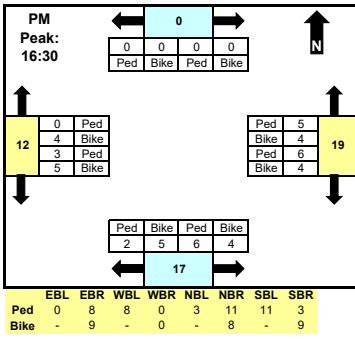 PM
Peak:
16:30
0
N
0 0 0 0
Ped Bike Ped Bike
12
0 Ped
4 Bike
3 Ped
5 Bike
Ped 5
Bike 4
Ped 6
Bike 4
19
Ped Bike Ped Bike
2 5 6 4
17
EBL EBR WBL WBR NBL NBR SBL SBR
Ped 0 8 8 0 3 11 11 3
Bike - 9 - 0 - 8 - 9